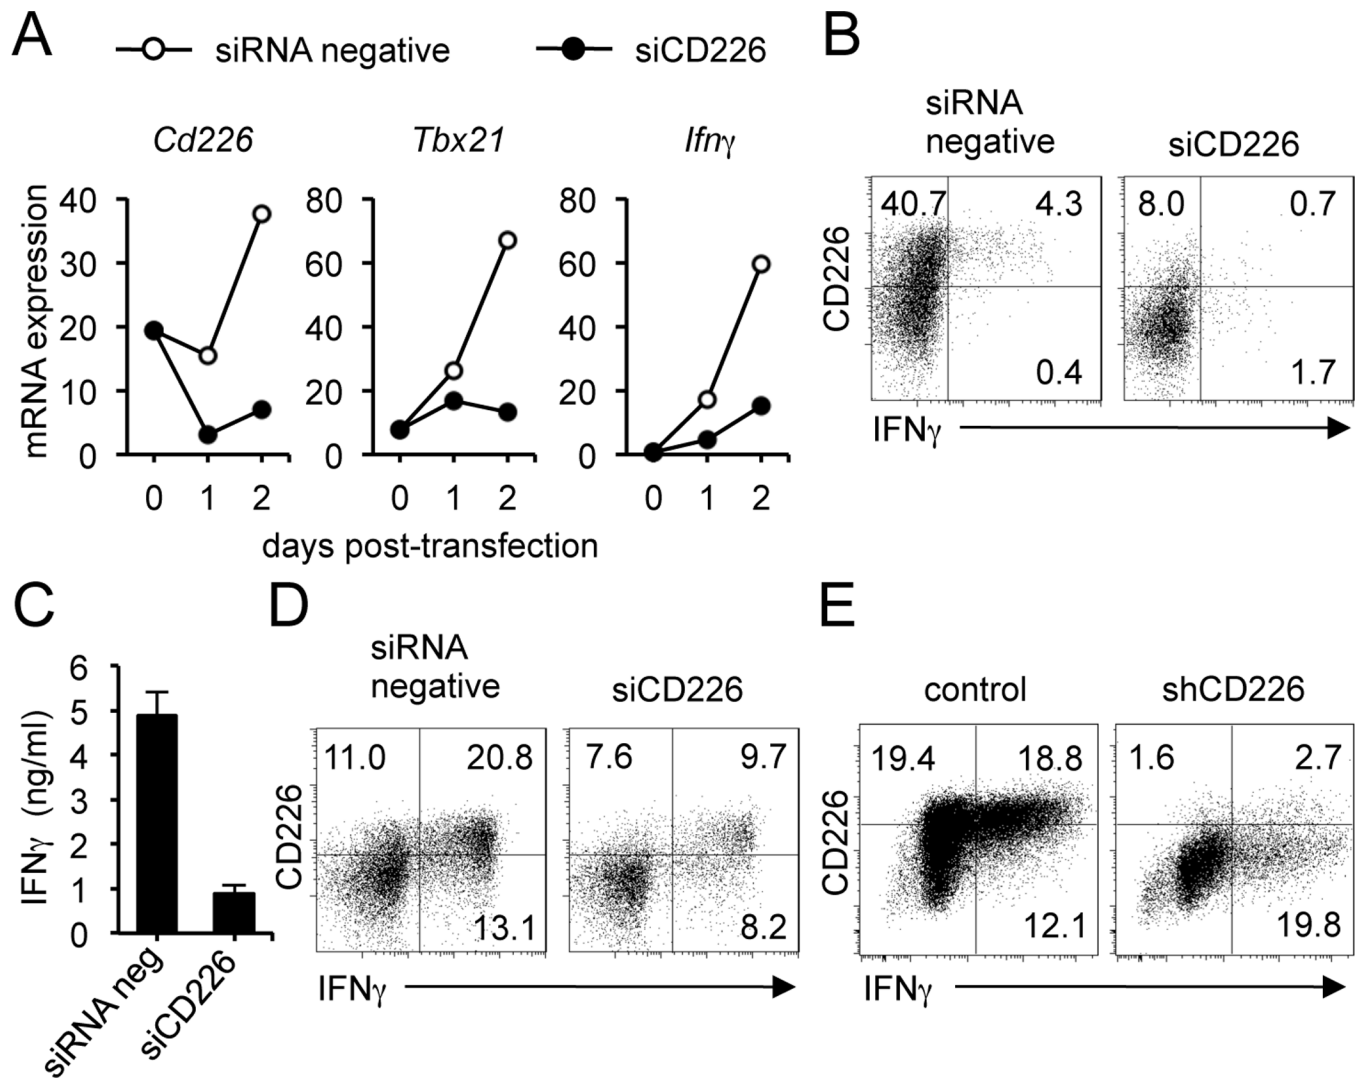 A
siRNA negative
siCD226
Cd226
Tbx21
Ifnγ
mRNA expression
40
30
20
10
0
80
60
40
20
0
80
60
40
20
0
0 1 2
0 1 2
0 1 2
days post-transfection
B
siRNA
negative
siCD226
CD226
40.7
4.3
0.4
8.0
0.7
1.7
IFNγ
C
IFNγ (ng/ml)
6
5
4
3
2
1
0
siRNA neg
siCD226
D
siRNA
negative
siCD226
CD226
11.0
20.8
13.1
7.6
9.7
8.2
IFNγ
E
control
shCD226
CD226
19.4
18.8
12.1
1.6
2.7
19.8
IFNγ